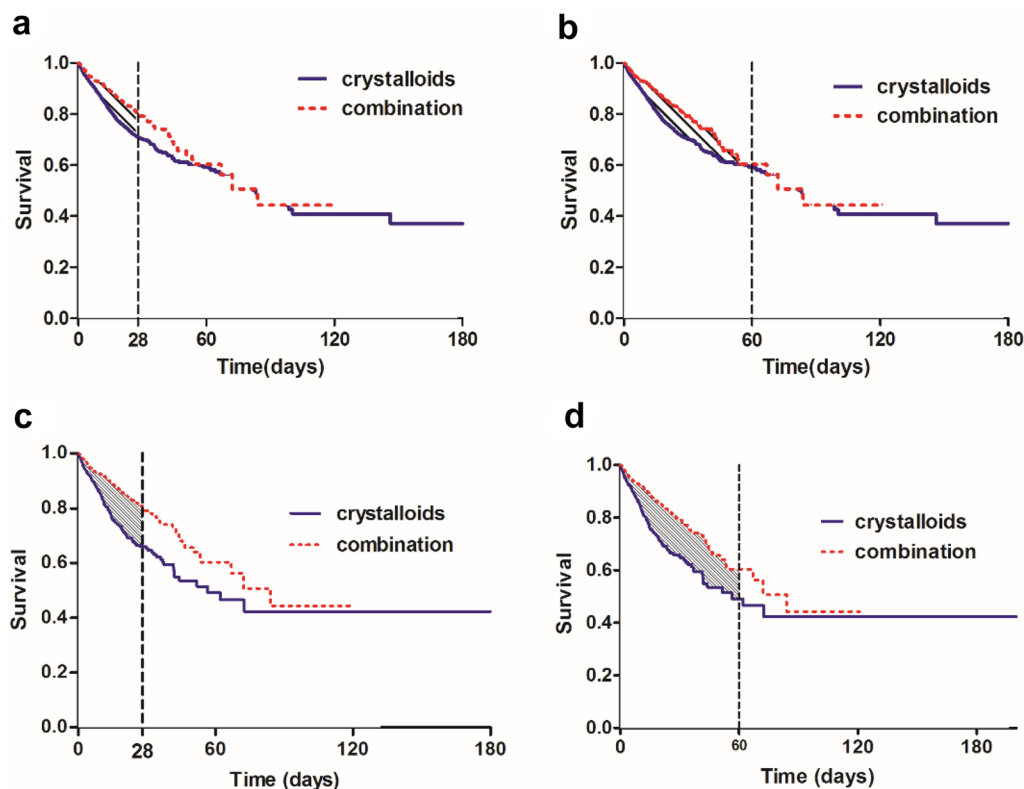 a
1.0
0.8
0.6
0.4
0.2
0.0
Survival
crystalloids
combination
0
28
60
120
180
Time(days)
b
1.0
0.8
0.6
0.4
0.2
0.0
Survival
crystalloids
combination
0
60
120
180
Time(days)
c
1.0
0.8
0.6
0.4
0.2
0.0
Survival
crystalloids
combination
0
28
60
120
180
Time (days)
d
1.0
0.8
0.6
0.4
0.2
0.0
Survival
crystalloids
combination
0
60
120
180
Time (days)